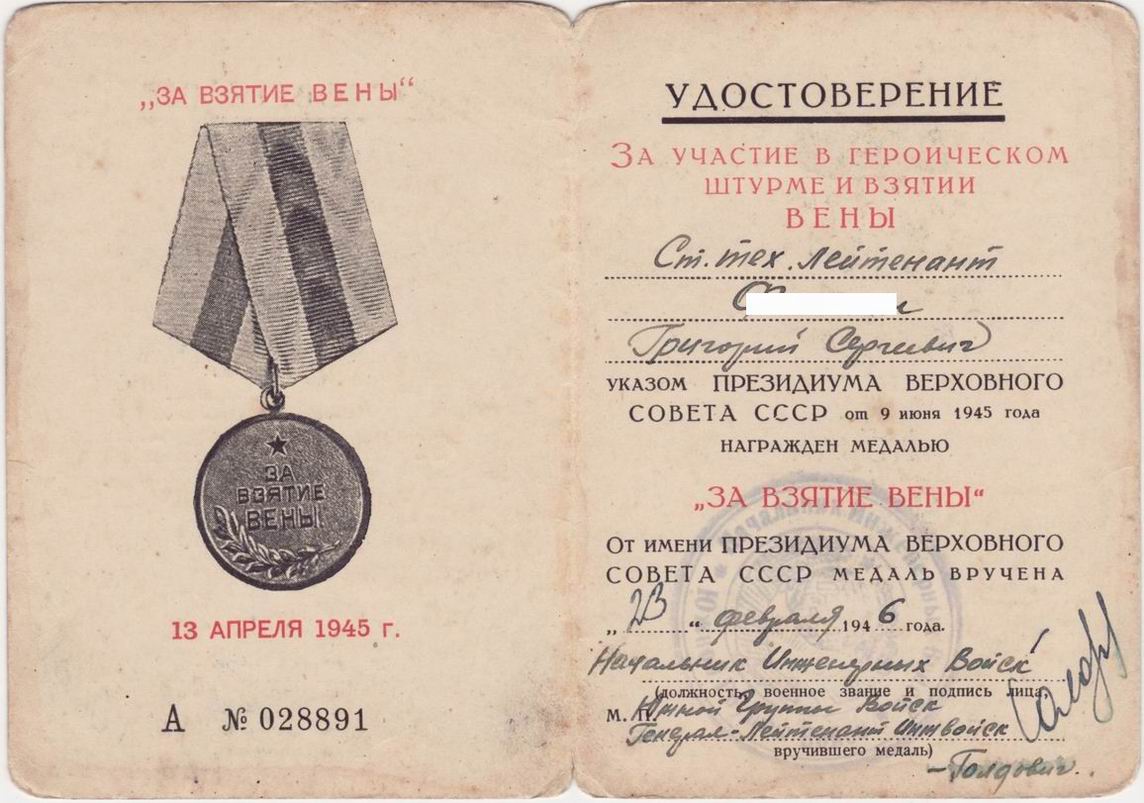 „ЗА ВЗЯТИЕ ВЕНЫ“
ЗА
ВЗЯТИЕ
ВЕНЫ
13 АПРЕЛЯ 1945 г.
А № 028891
УДОСТОВЕРЕНИЕ
ЗА УЧАСТИЕ В ГЕРОИЧЕСКОМ
ШТУРМЕ И ВЗЯТИИ
ВЕНЫ
Ст. тех. Лейтенант
Григорий Сергеевич
УКАЗОМ ПРЕЗИДИУМА ВЕРХОВНОГО
СОВЕТА СССР от 9 июня 1945 года
НАГРАЖДЕН МЕДАЛЬЮ
„ЗА ВЗЯТИЕ ВЕНЫ“
От имени ПРЕЗИДИУМА ВЕРХОВНОГО
СОВЕТА СССР МЕДАЛЬ ВРУЧЕНА
„23“ февраля 1946 года.
Начальник Инженерных Войск
(должность, военное звание и подпись лица,
М. П. Южной Группы Войск
Генерал-Лейтенант Инжвойск
вручившего медаль)
-Голдович.